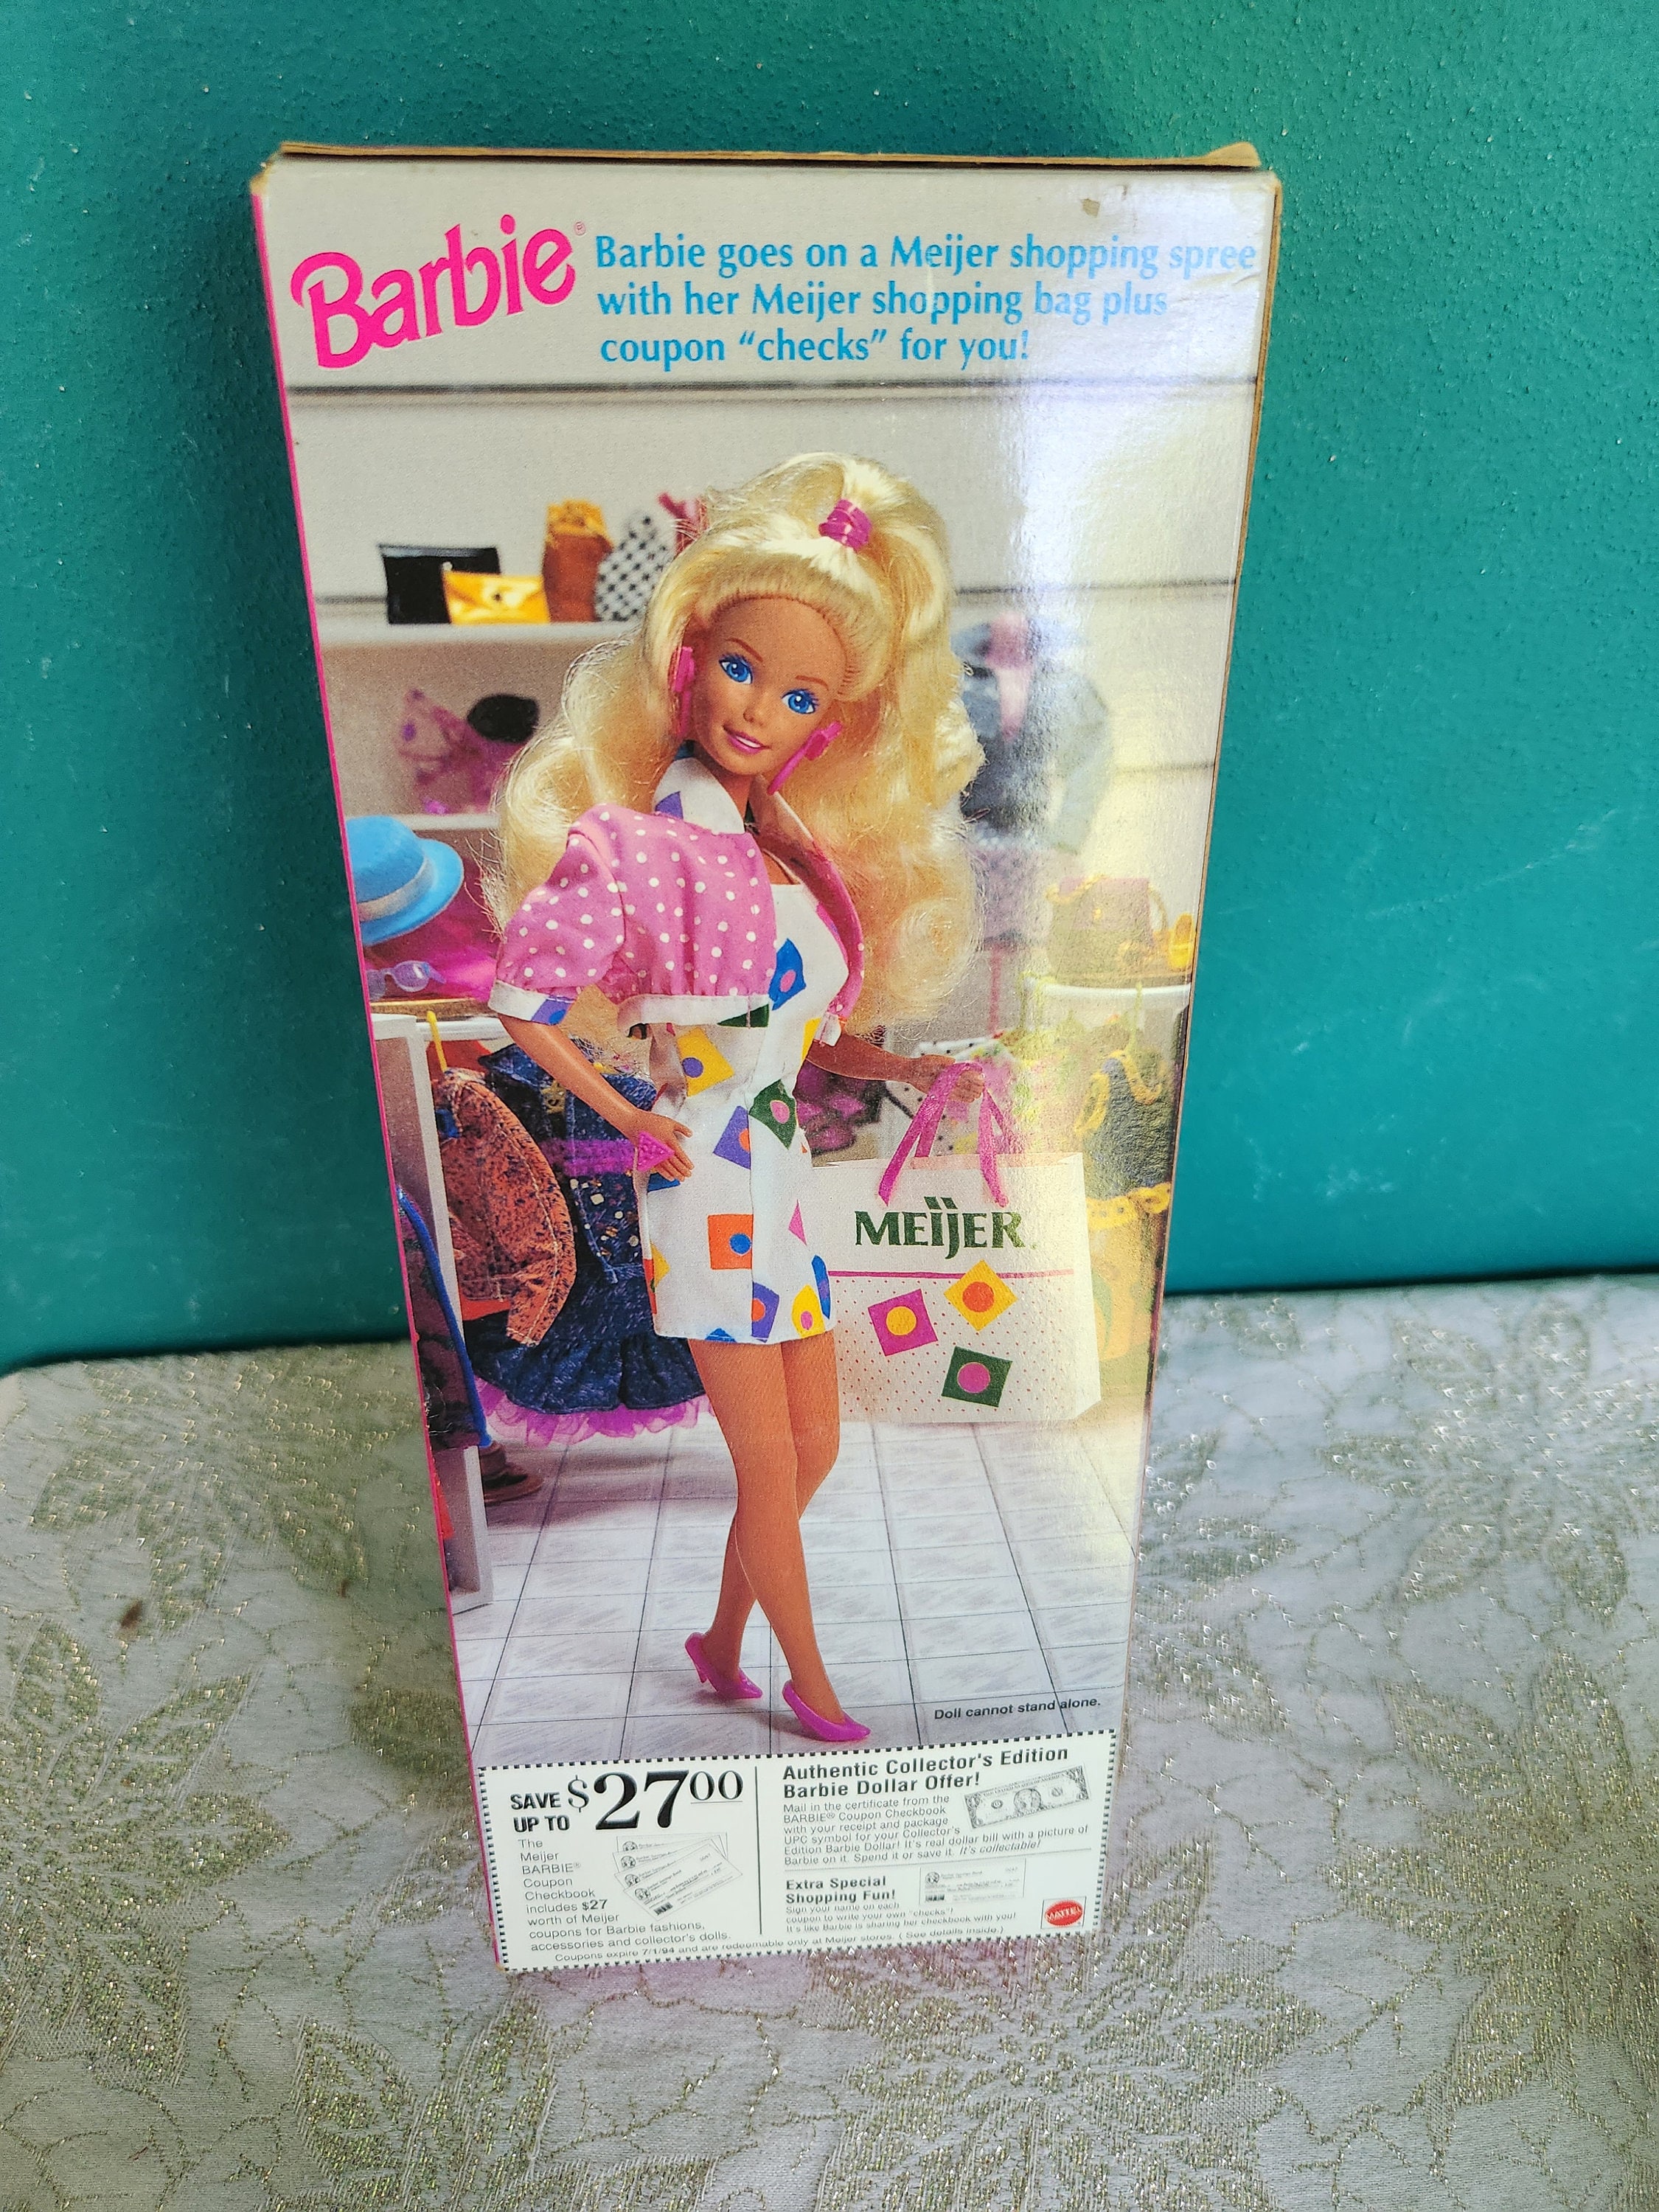 Barbie®
Barbie goes on a Meijer shopping spree
with her Meijer shopping bag plus
coupon "checks" for you!
MEIJER
Doll cannot stand alone.
SAVE
UP TO $27 00
The
Meijer
BARBIE®
Coupon
Checkbook
includes $27
worth of Meijer
coupons for Barbie fashions,
accessories and collector's dolls.
Authentic Collector's Edition
Barbie Dollar Offer!
Mail in the certificate from the
BARBIE® Coupon Checkbook
with your receipt and package
UPC symbol for your Collector's
Edition Barbie Dollar! It's real dollar bill with a picture of
Barbie on it. Spend it or save it. It's collectable!
Extra Special
Shopping Fun!
Sign your name on each
coupon to write your own "checks"!
It's like Barbie is sharing her checkbook with you!
(See details inside.)
MATTEL
Coupons expire 7/1/94 and are redeemable only at Meijer stores.